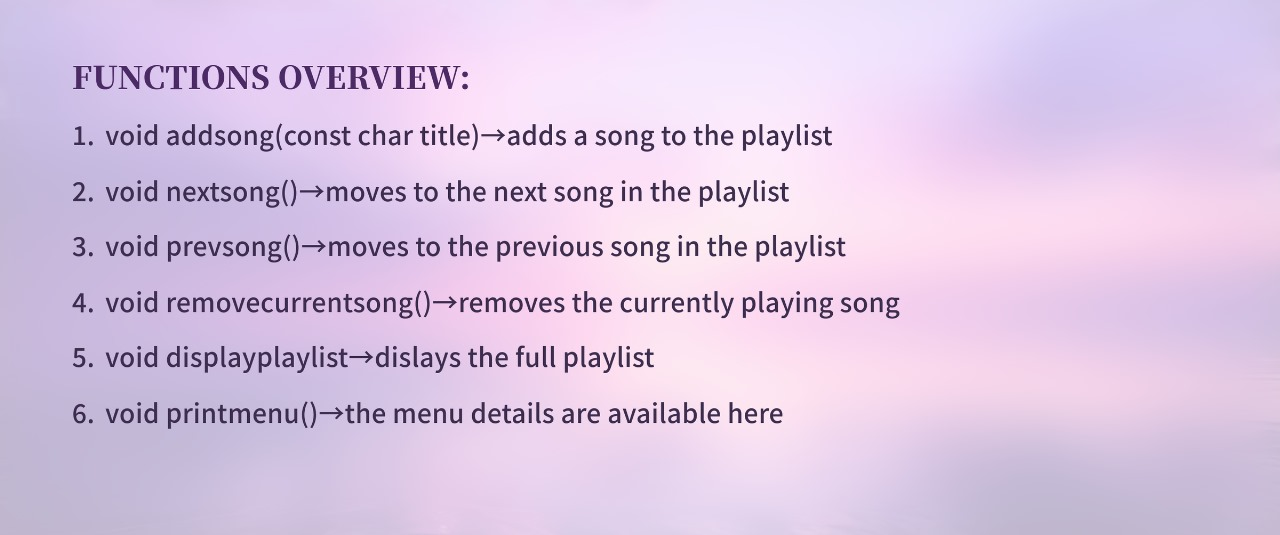 FUNCTIONS OVERVIEW:
1. void addsong(const char title)→adds a song to the playlist
2. void nextsong()→moves to the next song in the playlist
3. void prevsong()→moves to the previous song in the playlist
4. void removecurrentsong()→removes the currently playing song
5. void displayplaylist→dislays the full playlist
6. void printmenu()→the menu details are available here